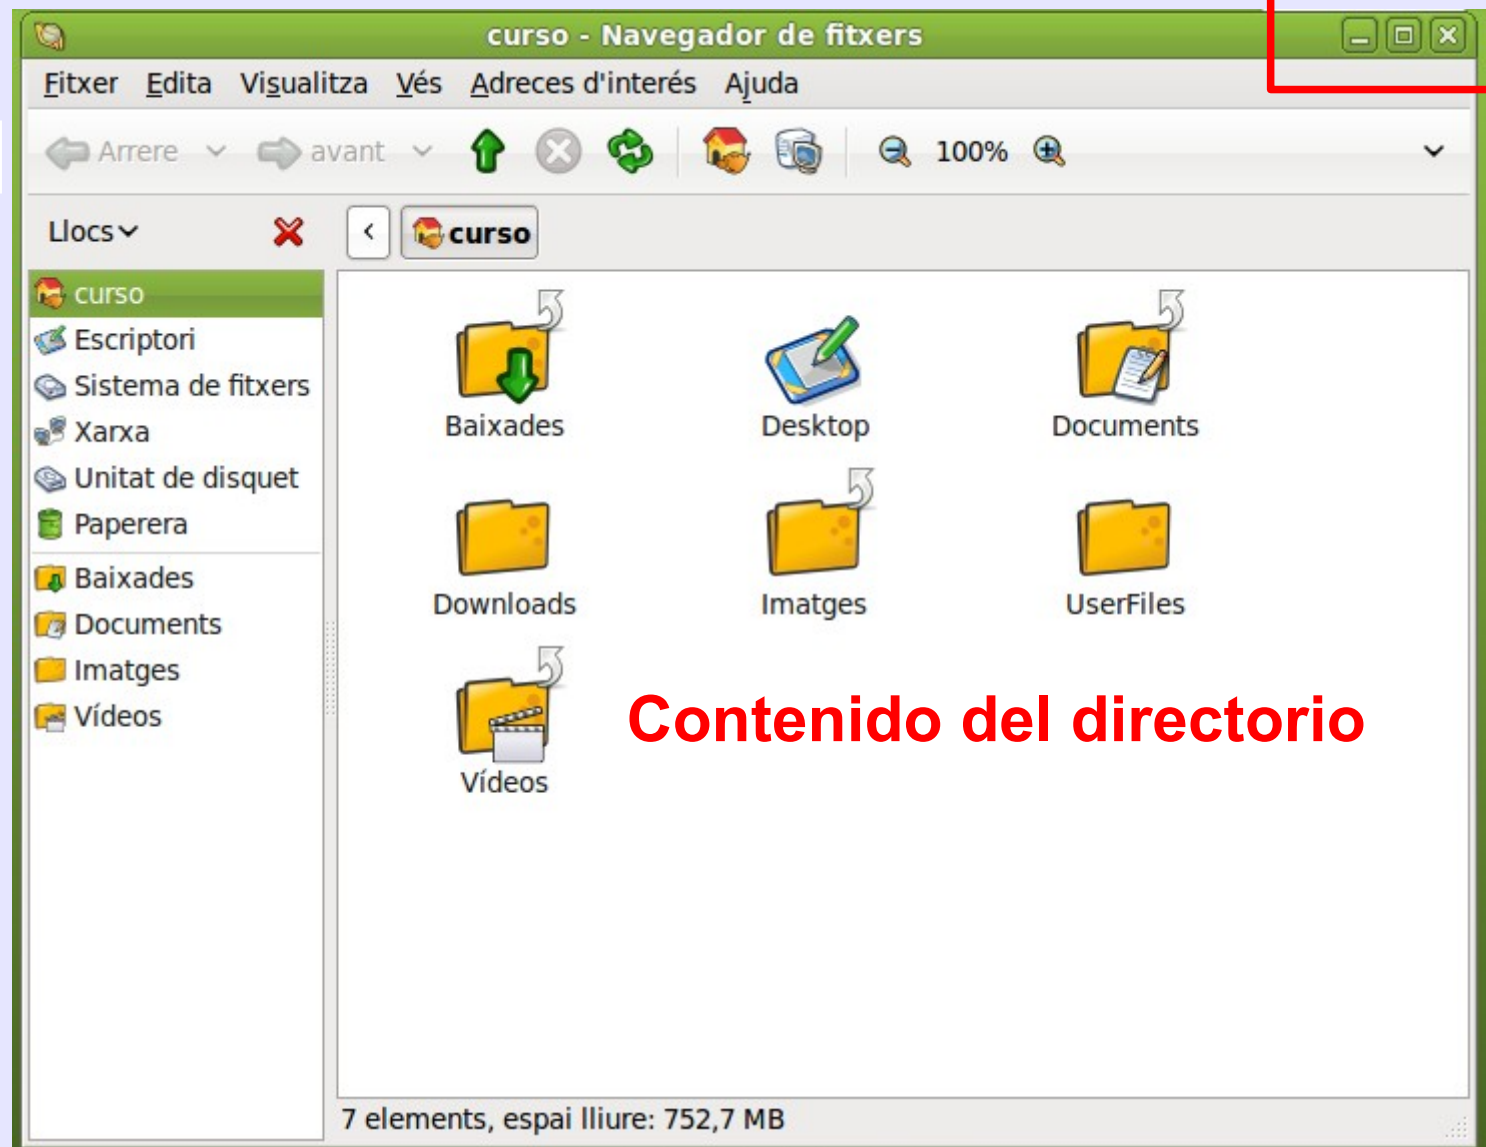 curso - Navegador de fitxers
Fitxer Edita Visualitza Vés Adreces d'interés Ajuda
Arrere avant 100%
Llocs curso
curso
Escriptori
Sistema de fitxers
Xarxa
Unitat de disquet
Paperera
Baixades
Documents
Imatges
Vídeos
Baixades Desktop Documents
Downloads Imatges UserFiles
Vídeos
Contenido del directorio
7 elements, espai lliure: 752,7 MB